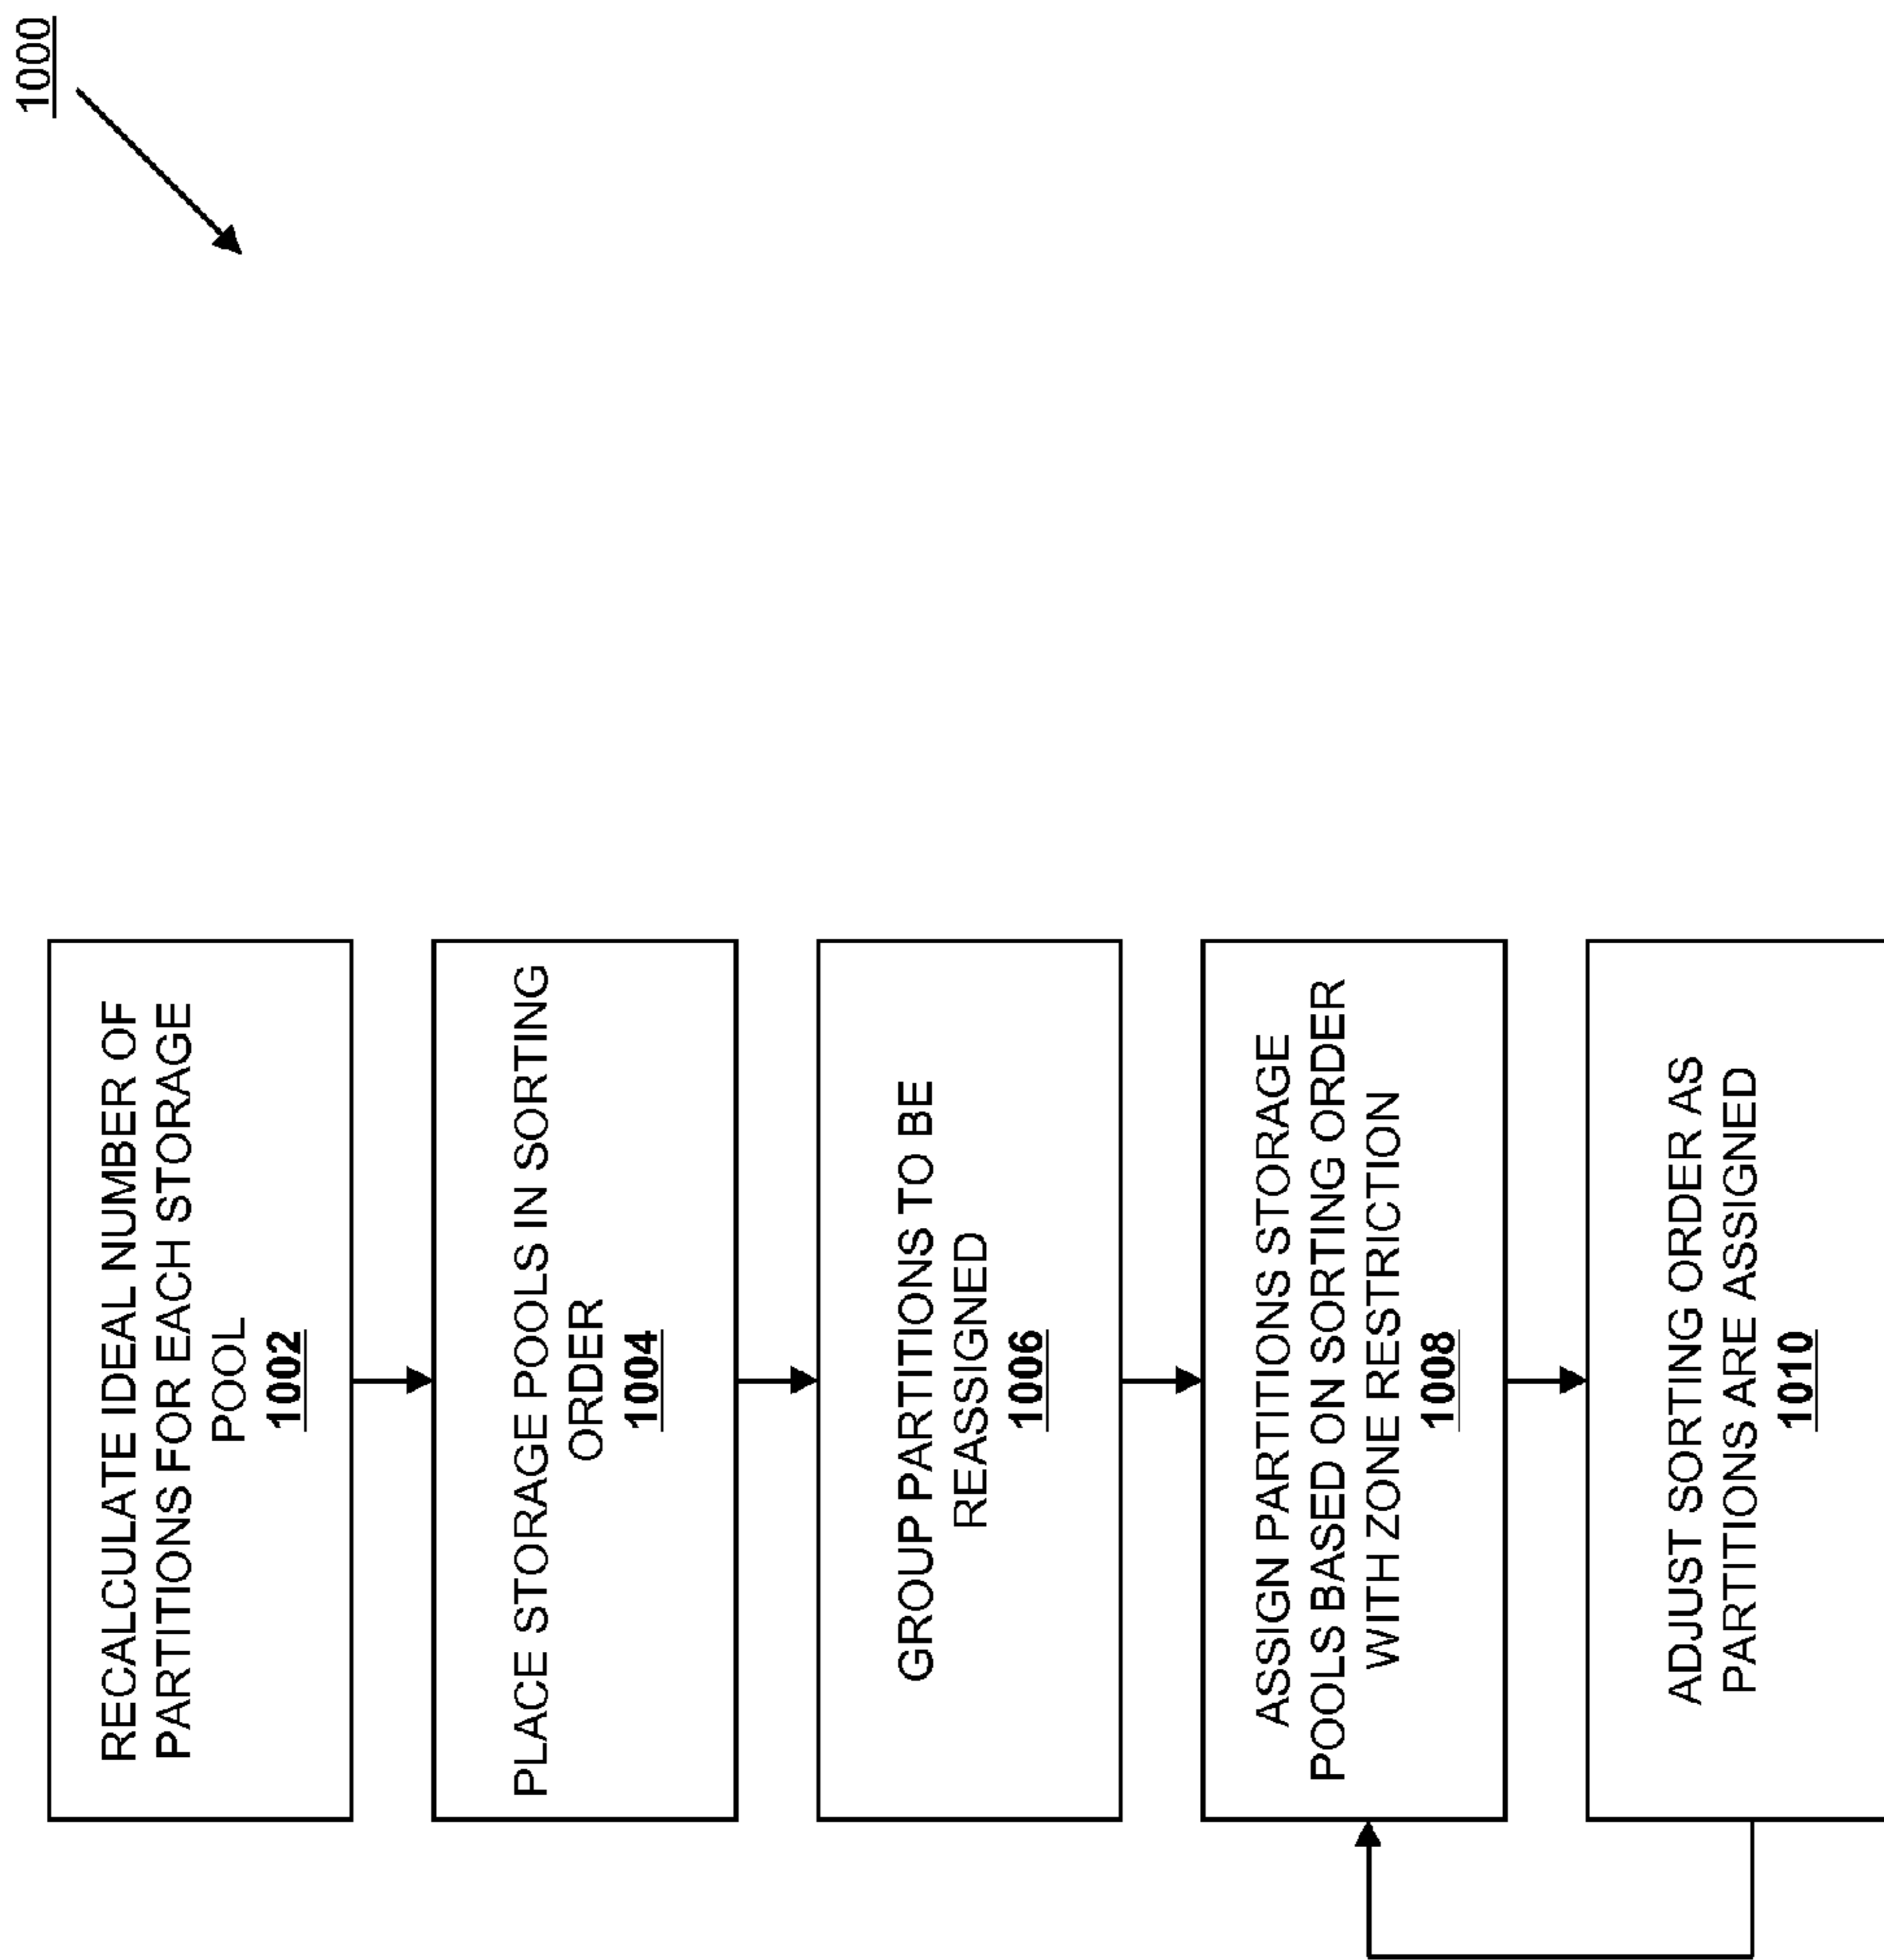 1000
RECALCULATE IDEAL NUMBER OF
PARTITIONS FOR EACH STORAGE
POOL
1002
PLACE STORAGE POOLS IN SORTING
ORDER
1004
GROUP PARTITIONS TO BE
REASSIGNED
1006
ASSIGN PARTITIONS STORAGE
POOLS BASED ON SORTING ORDER
WITH ZONE RESTRICTION
1008
ADJUST SORTING ORDER AS
PARTITIONS ARE ASSIGNED
1010